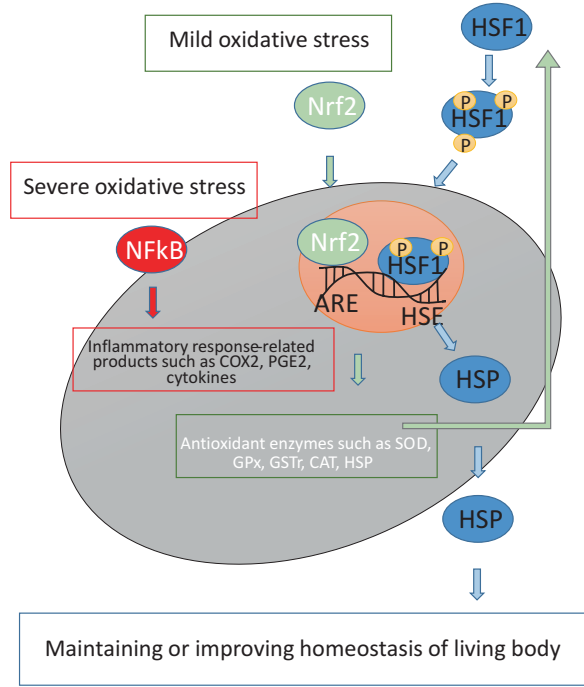 Mild oxidative stress
HSF1
Nrf2
P
P
HSF1
P
Severe oxidative stress
NFkB
Nrf2
P
P
HSF1
ARE
HSE
Inflammatory response-related
products such as COX2, PGE2,
cytokines
HSP
Antioxidant enzymes such as SOD,
GPx, GSTr, CAT, HSP
HSP
Maintaining or improving homeostasis of living body